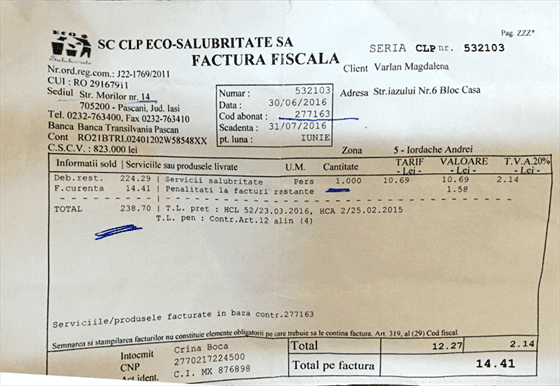 ECO
SC CLP ECO-SALUBRITATE SA
FACTURA FiSCALA
Pag. ZZZ°
SERIA CLP nr. 532103
Client Varlan Magdalena
Adresa Str.iazului Nr.6 Bloc Casa
Nr.ord.reg.com.: J22-1769/2011
CUI : RO 29167911
Sediul Str. Morilor nr. 14
705200 - Pascani, Jud. Iasi
Tel. 0232-763400, Fax. 0232-763410
Banca Banca Transilvania Pascan
Cont RO21BTRL02401202W58548XX
C.S.C.V. : 823.000 lei
Numar : 532103
Data : 30/06/2016
Cod abonat : 277163
Scadenta : 31/07/2016
pt. luna : IUNIE
Zona 5 - Iordache Andrei
Informatii sold Serviciile sau produsele livrate U.M. Cantitate TARIF - Lei - VALOARE - Lei - T.V.A.20% - Lei -
Deb.rest. 224.29 Servicii salubritate Pers 1.000 10.69 10.69 2.14
F.curenta 14.41 Penalitati la facturi restante 1.58
TOTAL 238.70 T.L. pret : HCL 52/23.03.2016, HCA 2/25.02.2015
T.L. pen : Contr.Art.12 alin (4)
Serviciile/produsele facturate in baza contr.277163
Semnarea si stampilarea facturilor nu constituie elemente obligatorii pe care trebuie sa le contina factura. Art. 319, al (29) Cod fiscal.
Intocmit Crina Boca
CNP 2770217224500
Act ident. C.I. MX 876898
Total 12.27 2.14
Total pe factura 14.41